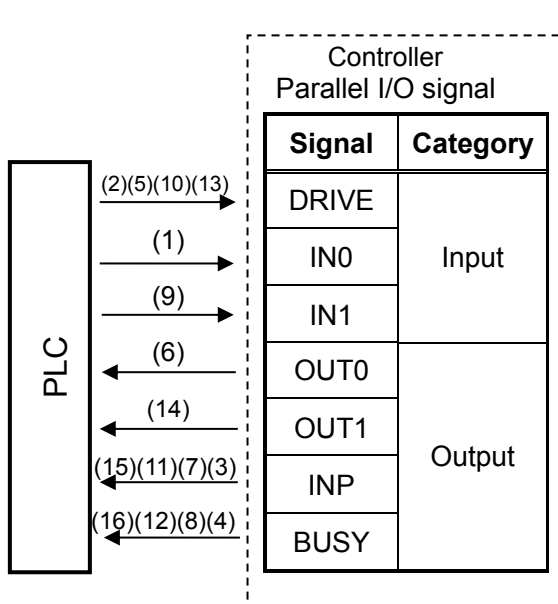 Controller
Parallel I/O signal
Signal Category
(2)(5)(10)(13) DRIVE
(1) IN0 Input
(9) IN1
PLC
(6) OUT0
(14) OUT1
Output
(15)(11)(7)(3) INP
(16)(12)(8)(4) BUSY